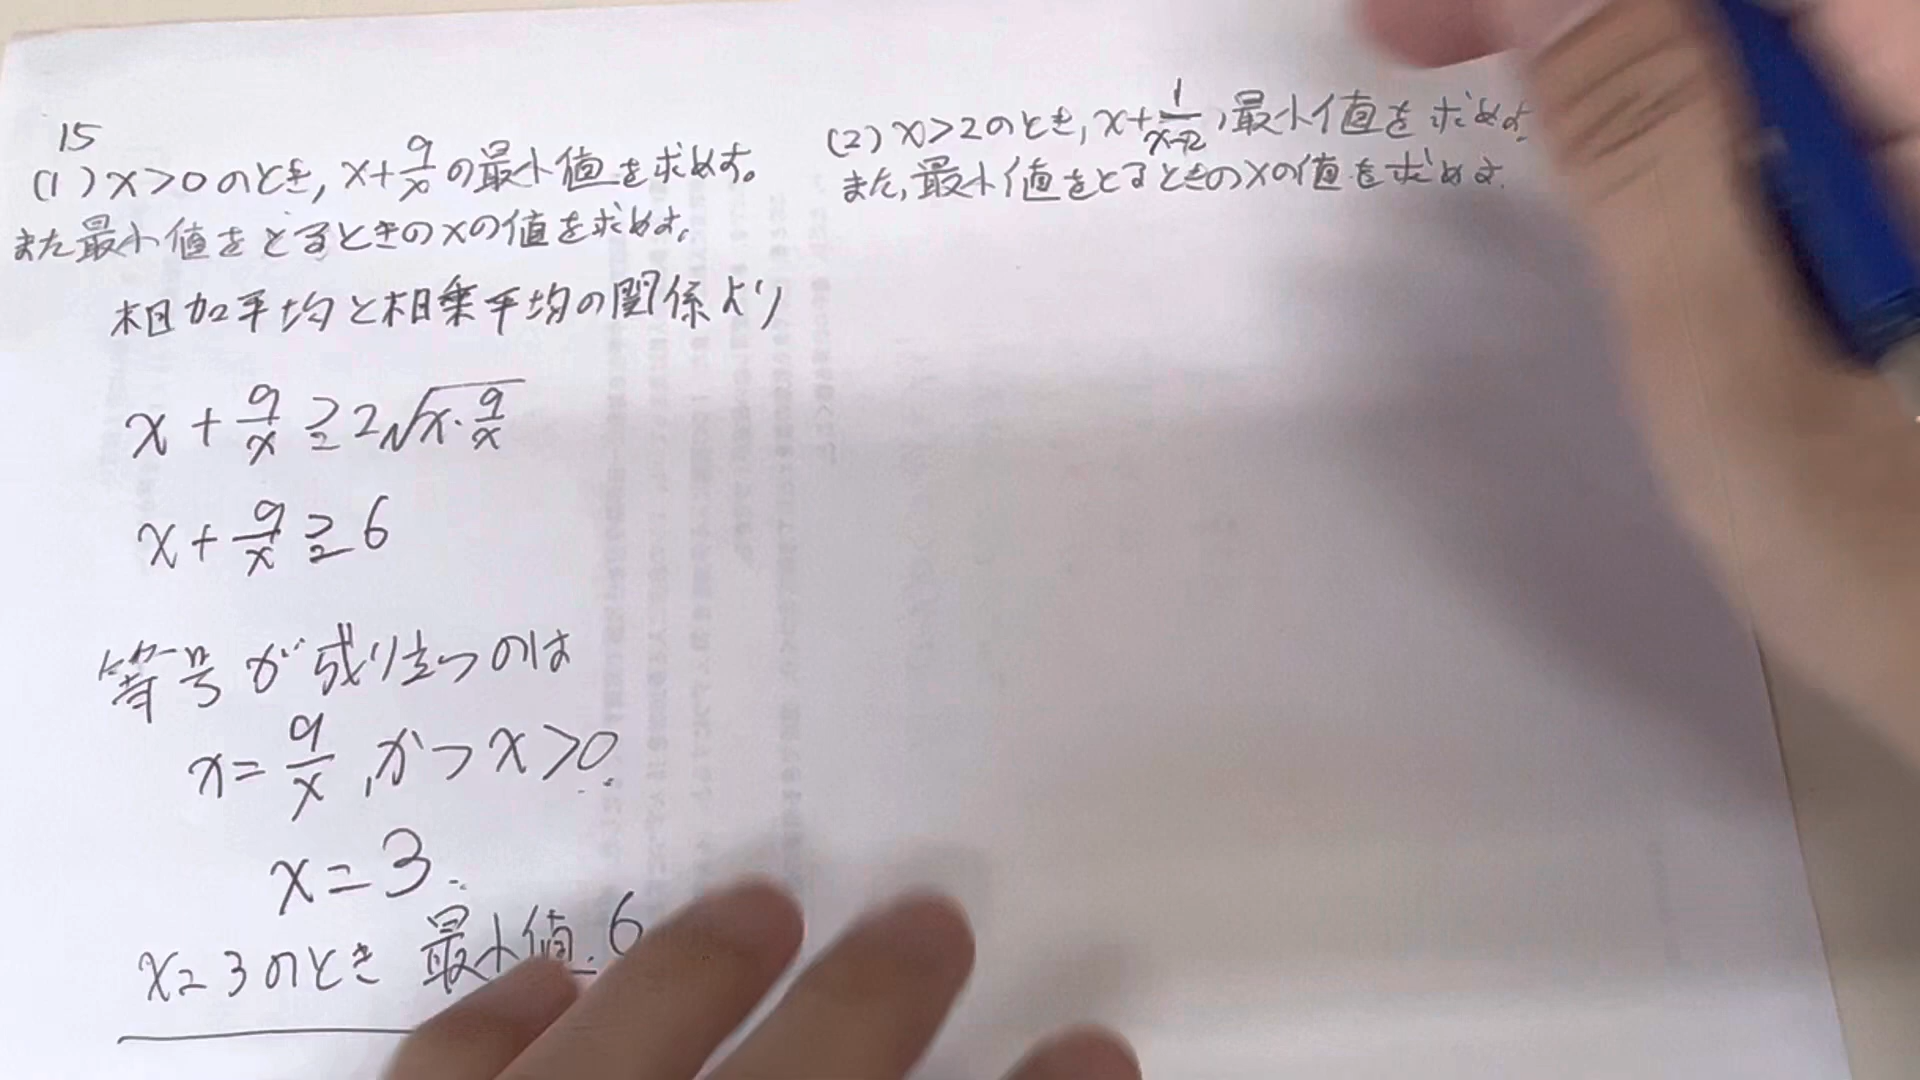 15
(1) x>0のとき, x+9/x の最小値を求めよ。
また最小値をとるときのxの値を求めよ。
相加平均と相乗平均の関係より
x + 9/x ≧ 2√(x・9/x)
x + 9/x ≧ 6
等号が成り立つのは
x = 9/x, かつ x>0.
x = 3.
x=3のとき 最小値. 6
(2) x>2のとき, x+1/(x-2), 最小値を求めよ.
また, 最小値をとるときのxの値を求めよ.